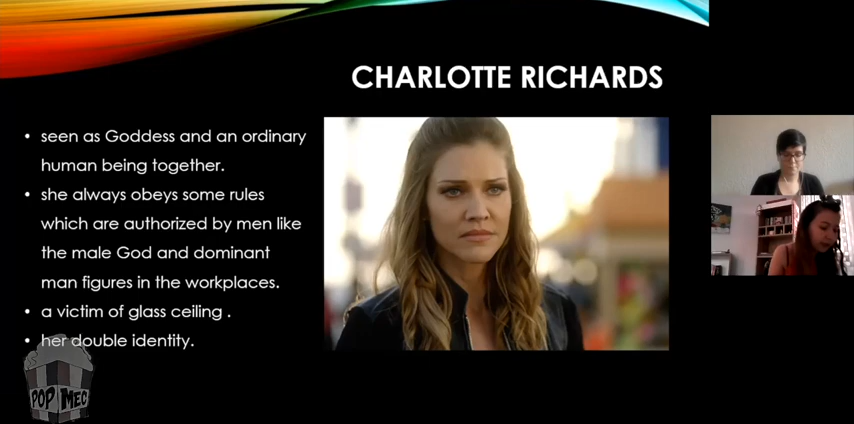 CHARLOTTE RICHARDS
• seen as Goddess and an ordinary
human being together.
• she always obeys some rules
which are authorized by men like
the male God and dominant
man figures in the workplaces.
• a victim of glass ceiling .
• her double identity.
POP MEC